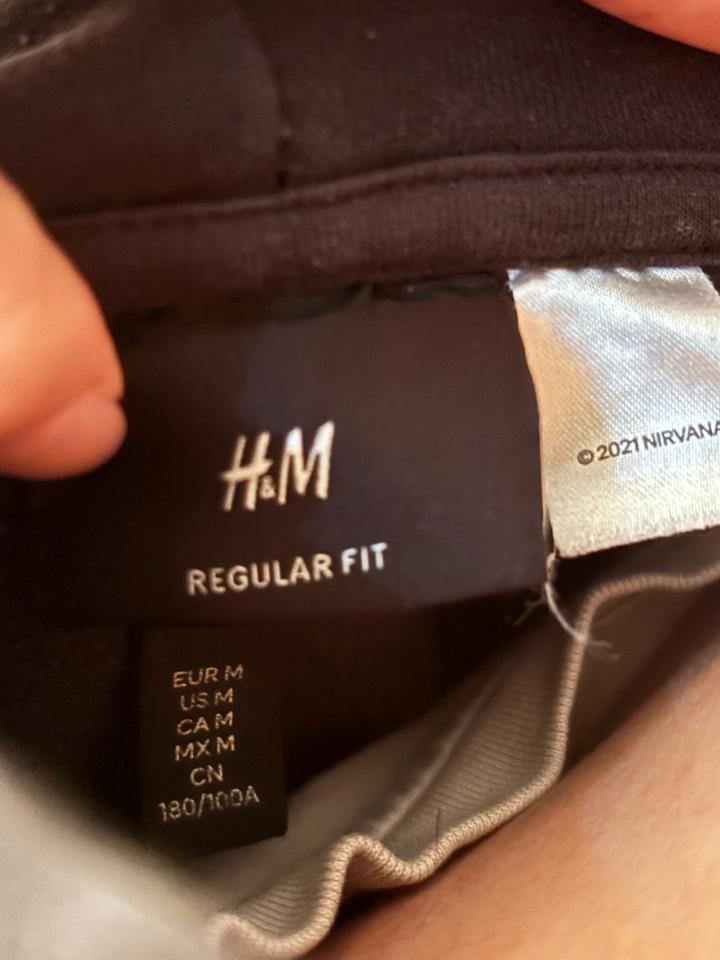 H&M
REGULAR FIT
© 2021 NIRVANA
EUR M
US M
CA M
MX M
CN
180/100A